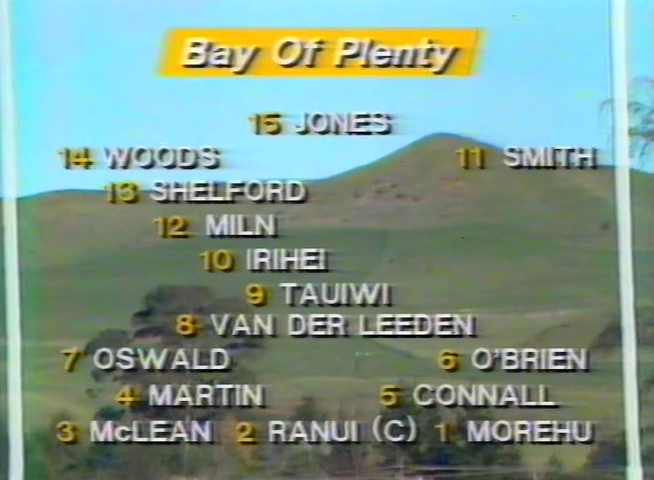 Bay Of Plenty
15 JONES
14 WOODS 11 SMITH
13 SHELFORD
12 MILN
10 IRIHEI
9 TAUIWI
8 VAN DER LEEDEN
7 OSWALD 6 O'BRIEN
4 MARTIN 5 CONNALL
3 McLEAN 2 RANUI (C) 1 MOREHU